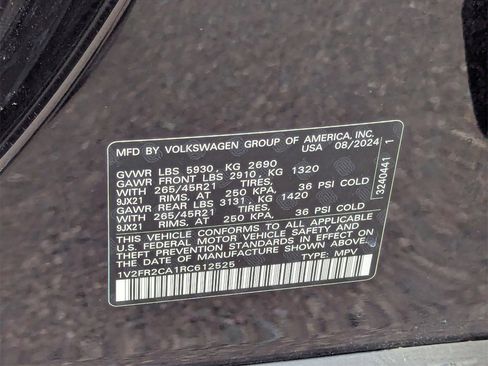 MFD BY VOLKSWAGEN GROUP OF AMERICA, INC.
USA 08/2024
GVWR LBS 5930, KG 2690
GAWR FRONT LBS 2910, KG 1320
WITH 265/45R21 TIRES,
9JX21 RIMS, AT 250 KPA, 36 PSI COLD
GAWR REAR LBS 3131, KG 1420
WITH 265/45R21 TIRES,
9JX21 RIMS, AT 250 KPA, 36 PSI COLD
THIS VEHICLE CONFORMS TO ALL APPLICABLE
U.S. FEDERAL MOTOR VEHICLE SAFETY AND
THEFT PREVENTION STANDARDS IN EFFECT ON
THE DATE OF MANUFACTURE SHOWN ABOVE.
1V2FR2CA1RC612525 TYPE: MPV
3240441 1